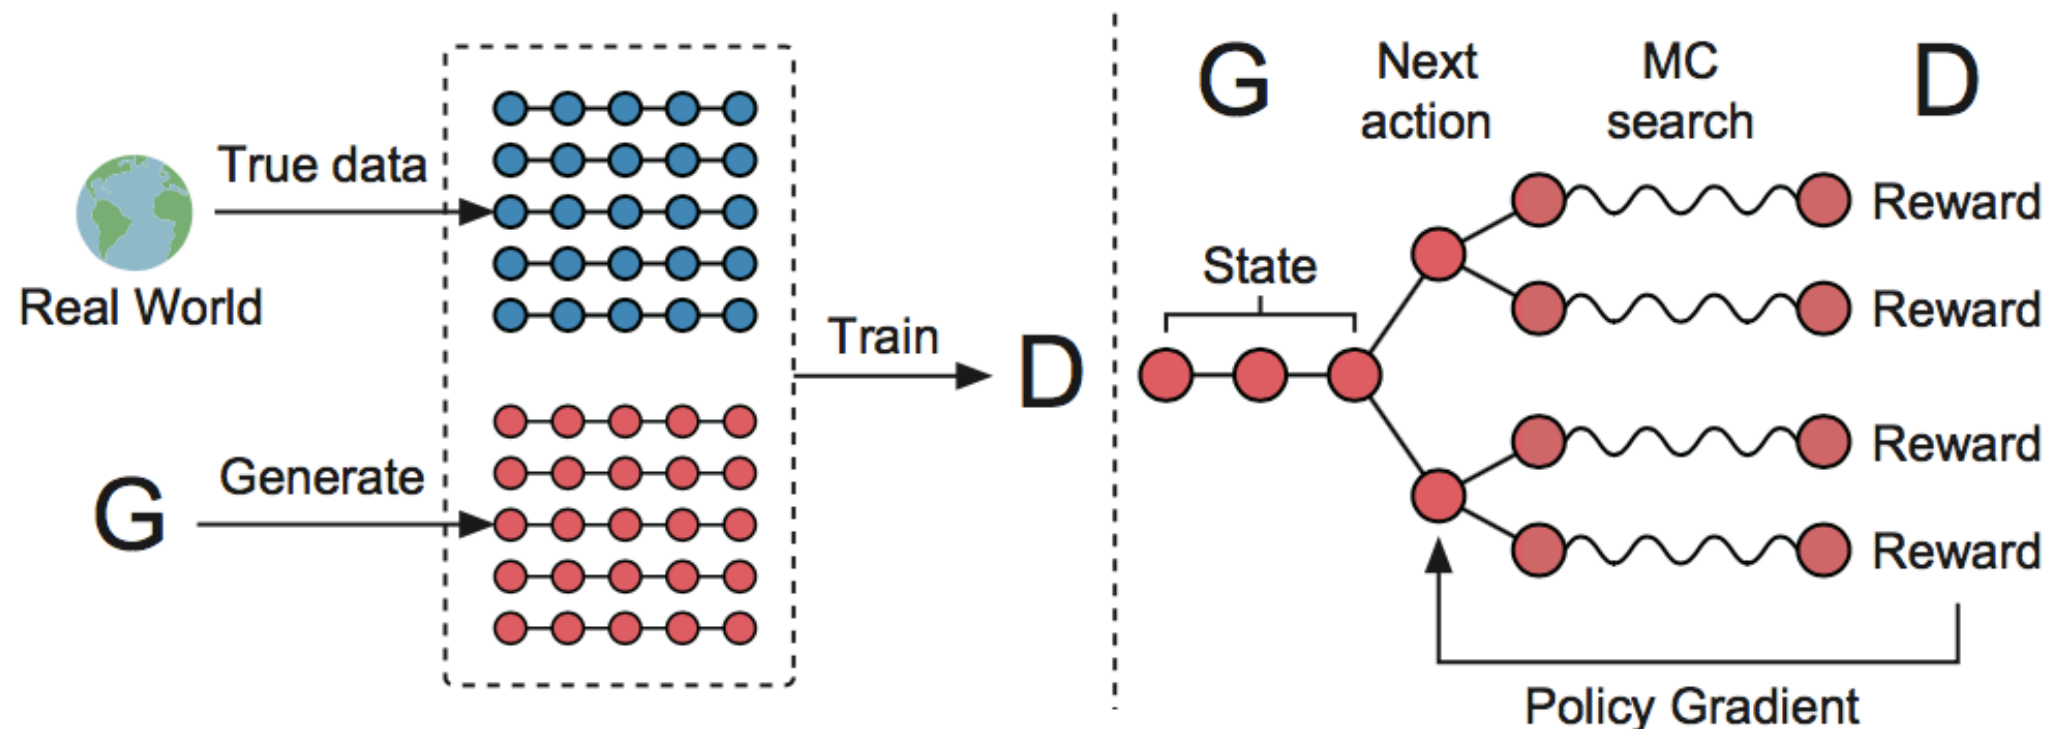 True data
Real World
G
Generate
Train
D
G
Next
action
MC
search
D
State
Reward
Reward
Reward
Reward
Policy Gradient